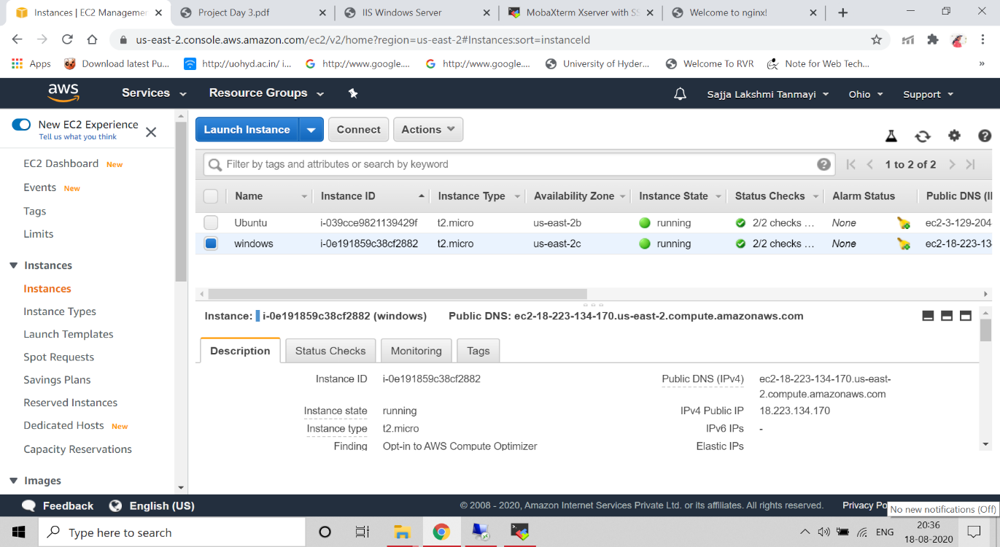 Instances | EC2 Managemen
Project Day 3.pdf
IIS Windows Server
MobaXterm Xserver with SS
Welcome to nginx!
us-east-2.console.aws.amazon.com/ec2/v2/home?region=us-east-2#Instances:sort=instanceId
Apps
Download latest Pu...
http://uohyd.ac.in/ i...
http://www.google....
http://www.google....
University of Hyder...
Welcome To RVR
Note for Web Tech...
»
aws
Services
Resource Groups
Sajja Lakshmi Tanmayi
Ohio
Support
New EC2 Experience
Tell us what you think
EC2 Dashboard New
Events New
Tags
Limits
Instances
Instances
Instance Types
Launch Templates
Spot Requests
Savings Plans
Reserved Instances
Dedicated Hosts New
Capacity Reservations
Images
Launch Instance
Connect
Actions
Filter by tags and attributes or search by keyword
1 to 2 of 2
Name Instance ID Instance Type Availability Zone Instance State Status Checks Alarm Status Public DNS (I
Ubuntu i-039cce9821139429f t2.micro us-east-2b running 2/2 checks ... None ec2-3-129-204
windows i-0e191859c38cf2882 t2.micro us-east-2c running 2/2 checks ... None ec2-18-223-13
Instance: i-0e191859c38cf2882 (windows) Public DNS: ec2-18-223-134-170.us-east-2.compute.amazonaws.com
Description
Status Checks
Monitoring
Tags
Instance ID i-0e191859c38cf2882
Instance state running
Instance type t2.micro
Finding Opt-in to AWS Compute Optimizer
Public DNS (IPv4) ec2-18-223-134-170.us-east-
2.compute.amazonaws.com
IPv4 Public IP 18.223.134.170
IPv6 IPs -
Elastic IPs
Feedback
English (US)
© 2008 - 2020, Amazon Internet Services Private Ltd. or its affiliates. All rights reserved.
Privacy Po
No new notifications (Off)
Type here to search
ENG
20:36
18-08-2020